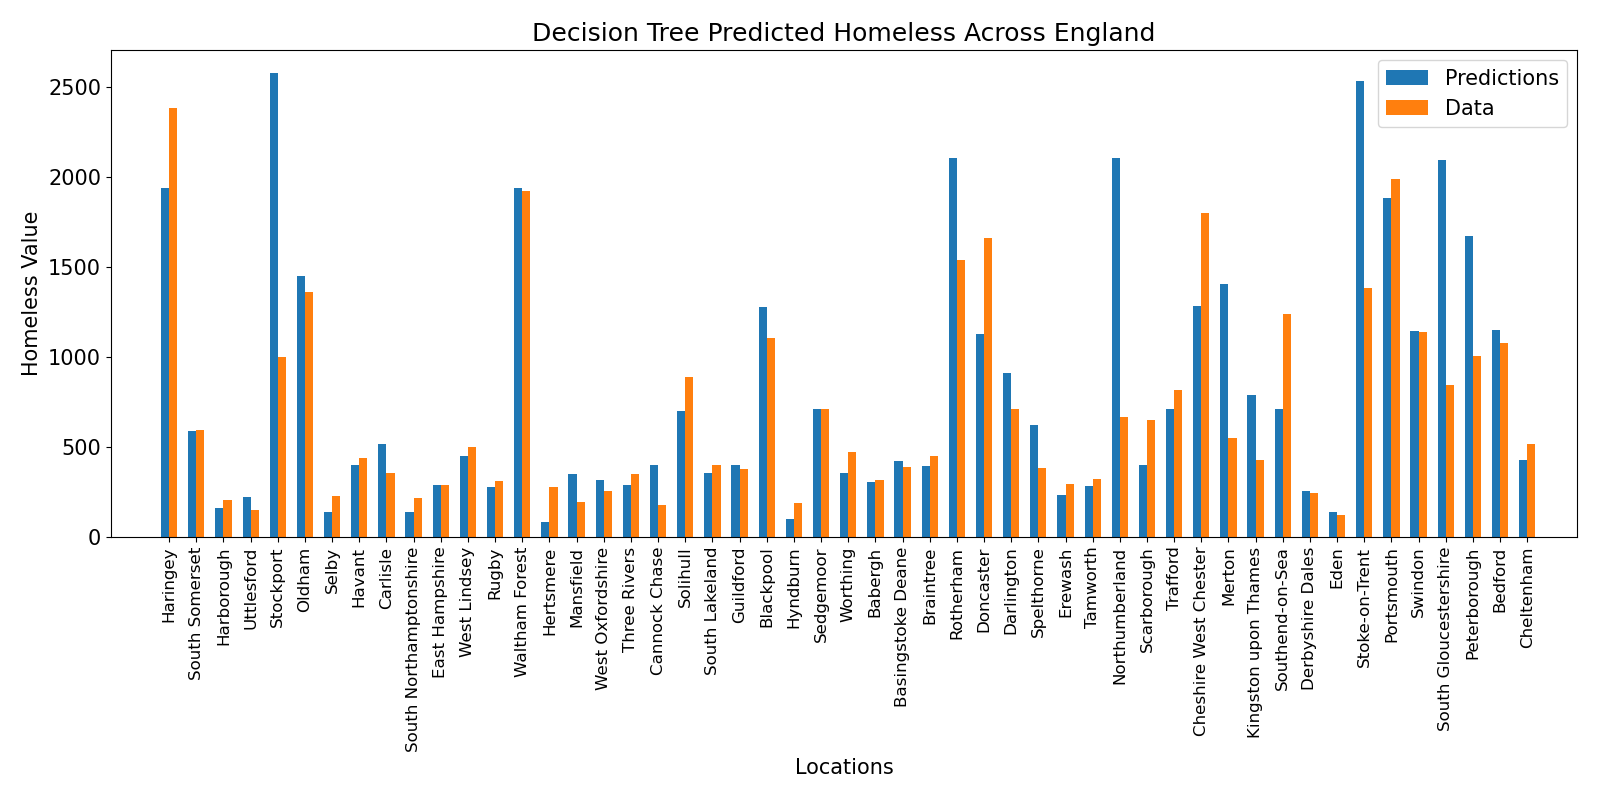 Decision Tree Predicted Homeless Across England
Predictions
Data
Homeless Value
2500
2000
1500
1000
500
0
Haringey
South Somerset
Harborough
Uttlesford
Stockport
Oldham
Selby
Havant
Carlisle
South Northamptonshire
East Hampshire
West Lindsey
Rugby
Waltham Forest
Hertsmere
Mansfield
West Oxfordshire
Three Rivers
Cannock Chase
Solihull
South Lakeland
Guildford
Blackpool
Hyndburn
Sedgemoor
Worthing
Babergh
Basingstoke Deane
Braintree
Rotherham
Doncaster
Darlington
Spelthorne
Erewash
Tamworth
Northumberland
Scarborough
Trafford
Cheshire West Chester
Merton
Kingston upon Thames
Southend-on-Sea
Derbyshire Dales
Eden
Stoke-on-Trent
Portsmouth
Swindon
South Gloucestershire
Peterborough
Bedford
Cheltenham
Locations